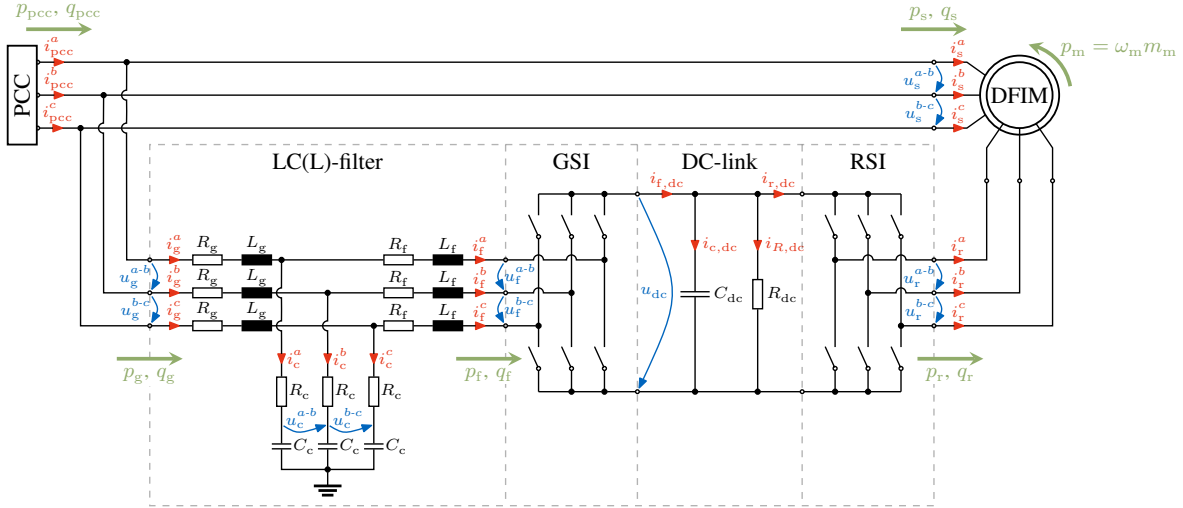 p_pcc, q_pcc
p_s, q_s
i_pcc^a
i_s^a
p_m = ω_m m_m
PCC
u_s^{a-b}
i_pcc^b
i_s^b
DFIM
u_s^{b-c}
i_pcc^c
i_s^c
LC(L)-filter
GSI
DC-link
RSI
i_f,dc
i_r,dc
i_g^a
R_g
L_g
R_f
L_f
i_f^a
i_c,dc
i_R,dc
i_r^a
u_g^{a-b}
i_g^b
R_g
L_g
R_f
L_f
i_f^b
u_f^{a-b}
u_dc
C_dc
R_dc
u_r^{a-b}
i_r^b
u_g^{b-c}
i_g^c
R_g
L_g
R_f
L_f
i_f^c
u_f^{b-c}
u_r^{b-c}
i_r^c
p_g, q_g
i_c^a
i_c^b
i_c^c
p_f, q_f
p_r, q_r
R_c
R_c
R_c
u_c^{a-b}
u_c^{b-c}
C_c
C_c
C_c